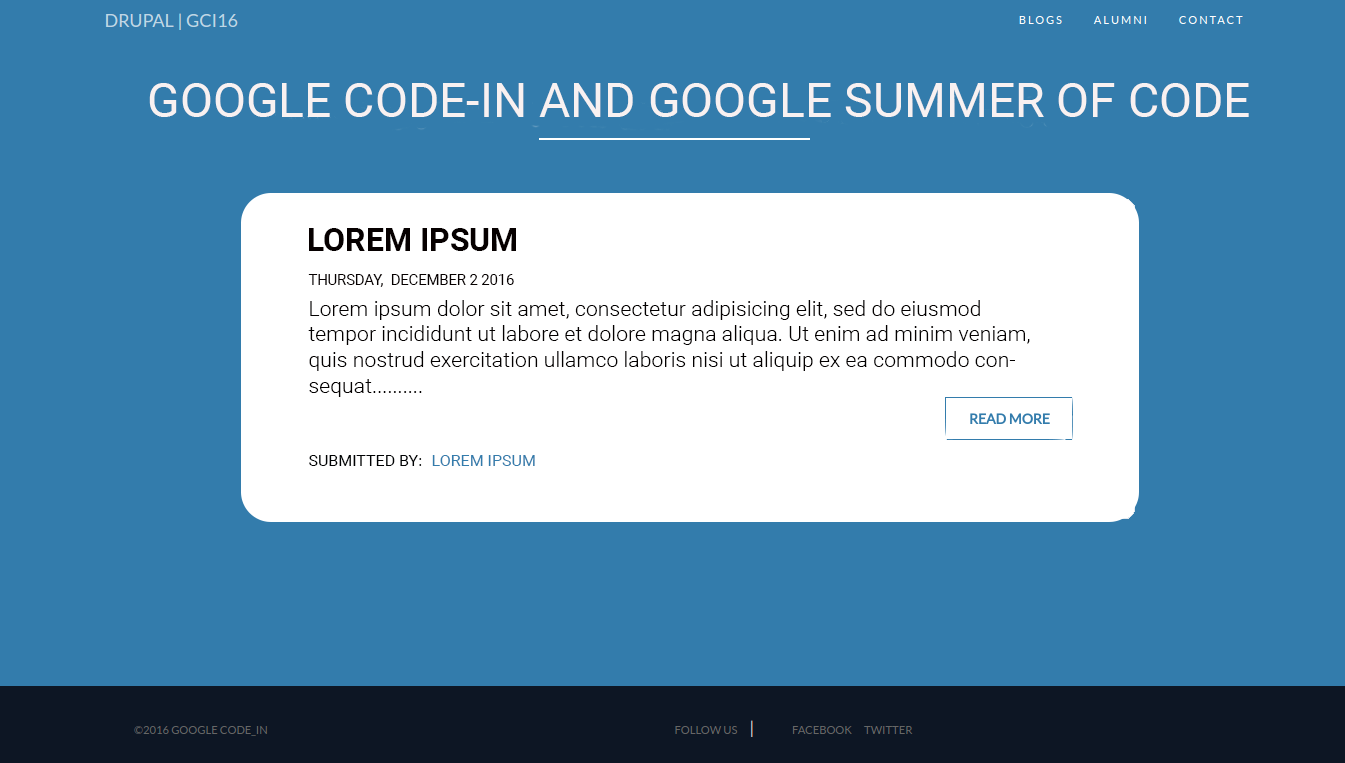 DRUPAL | GCI16
BLOGS ALUMNI CONTACT
GOOGLE CODE-IN AND GOOGLE SUMMER OF CODE
LOREM IPSUM
THURSDAY, DECEMBER 2 2016
Lorem ipsum dolor sit amet, consectetur adipisicing elit, sed do eiusmod
tempor incididunt ut labore et dolore magna aliqua. Ut enim ad minim veniam,
quis nostrud exercitation ullamco laboris nisi ut aliquip ex ea commodo con-
sequat..........
READ MORE
SUBMITTED BY: LOREM IPSUM
©2016 GOOGLE CODE_IN
FOLLOW US | FACEBOOK TWITTER